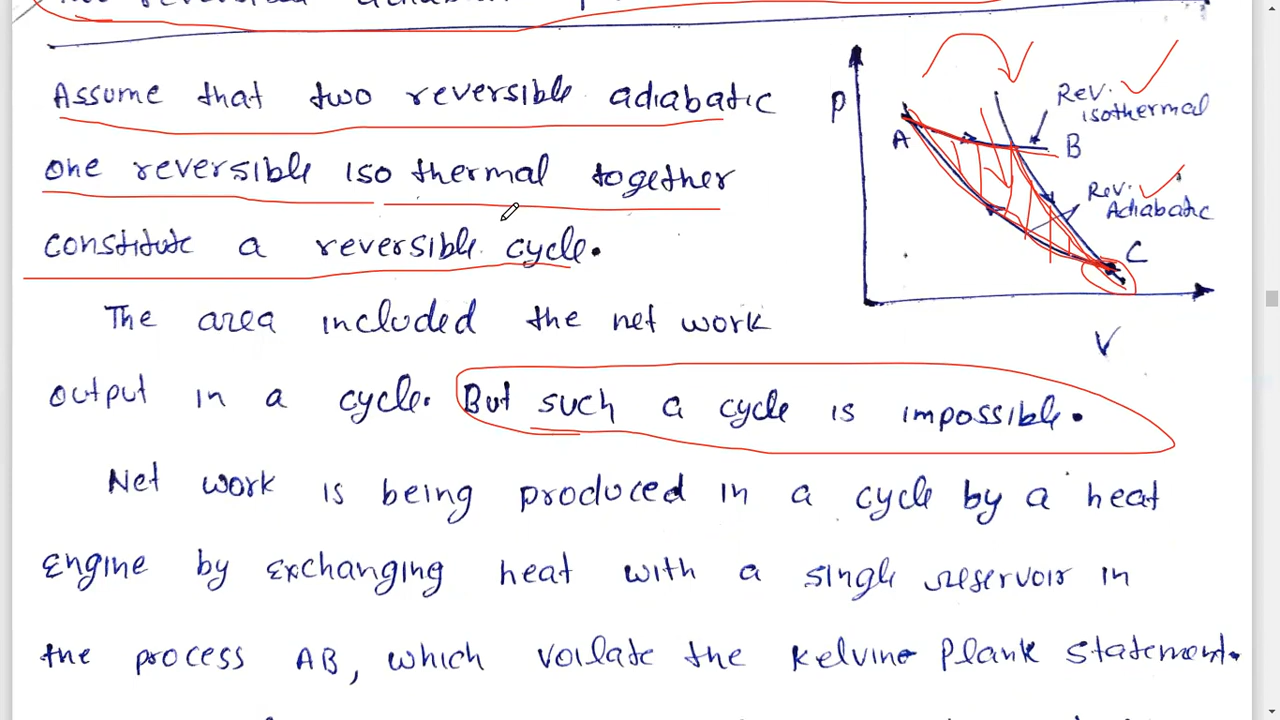 Assume that two reversible adiabatic
one reversible iso thermal together
constitute a reversible cycle.
P
A
B
C
V
Rev.
isothermal
Rev.
Adiabatic
The area included the net work
output in a cycle. But such a cycle is impossible.
Net work is being produced in a cycle by a heat
Engine by exchanging heat with a single reservoir in
the process AB, which voilate the Kelvin Plank statement.